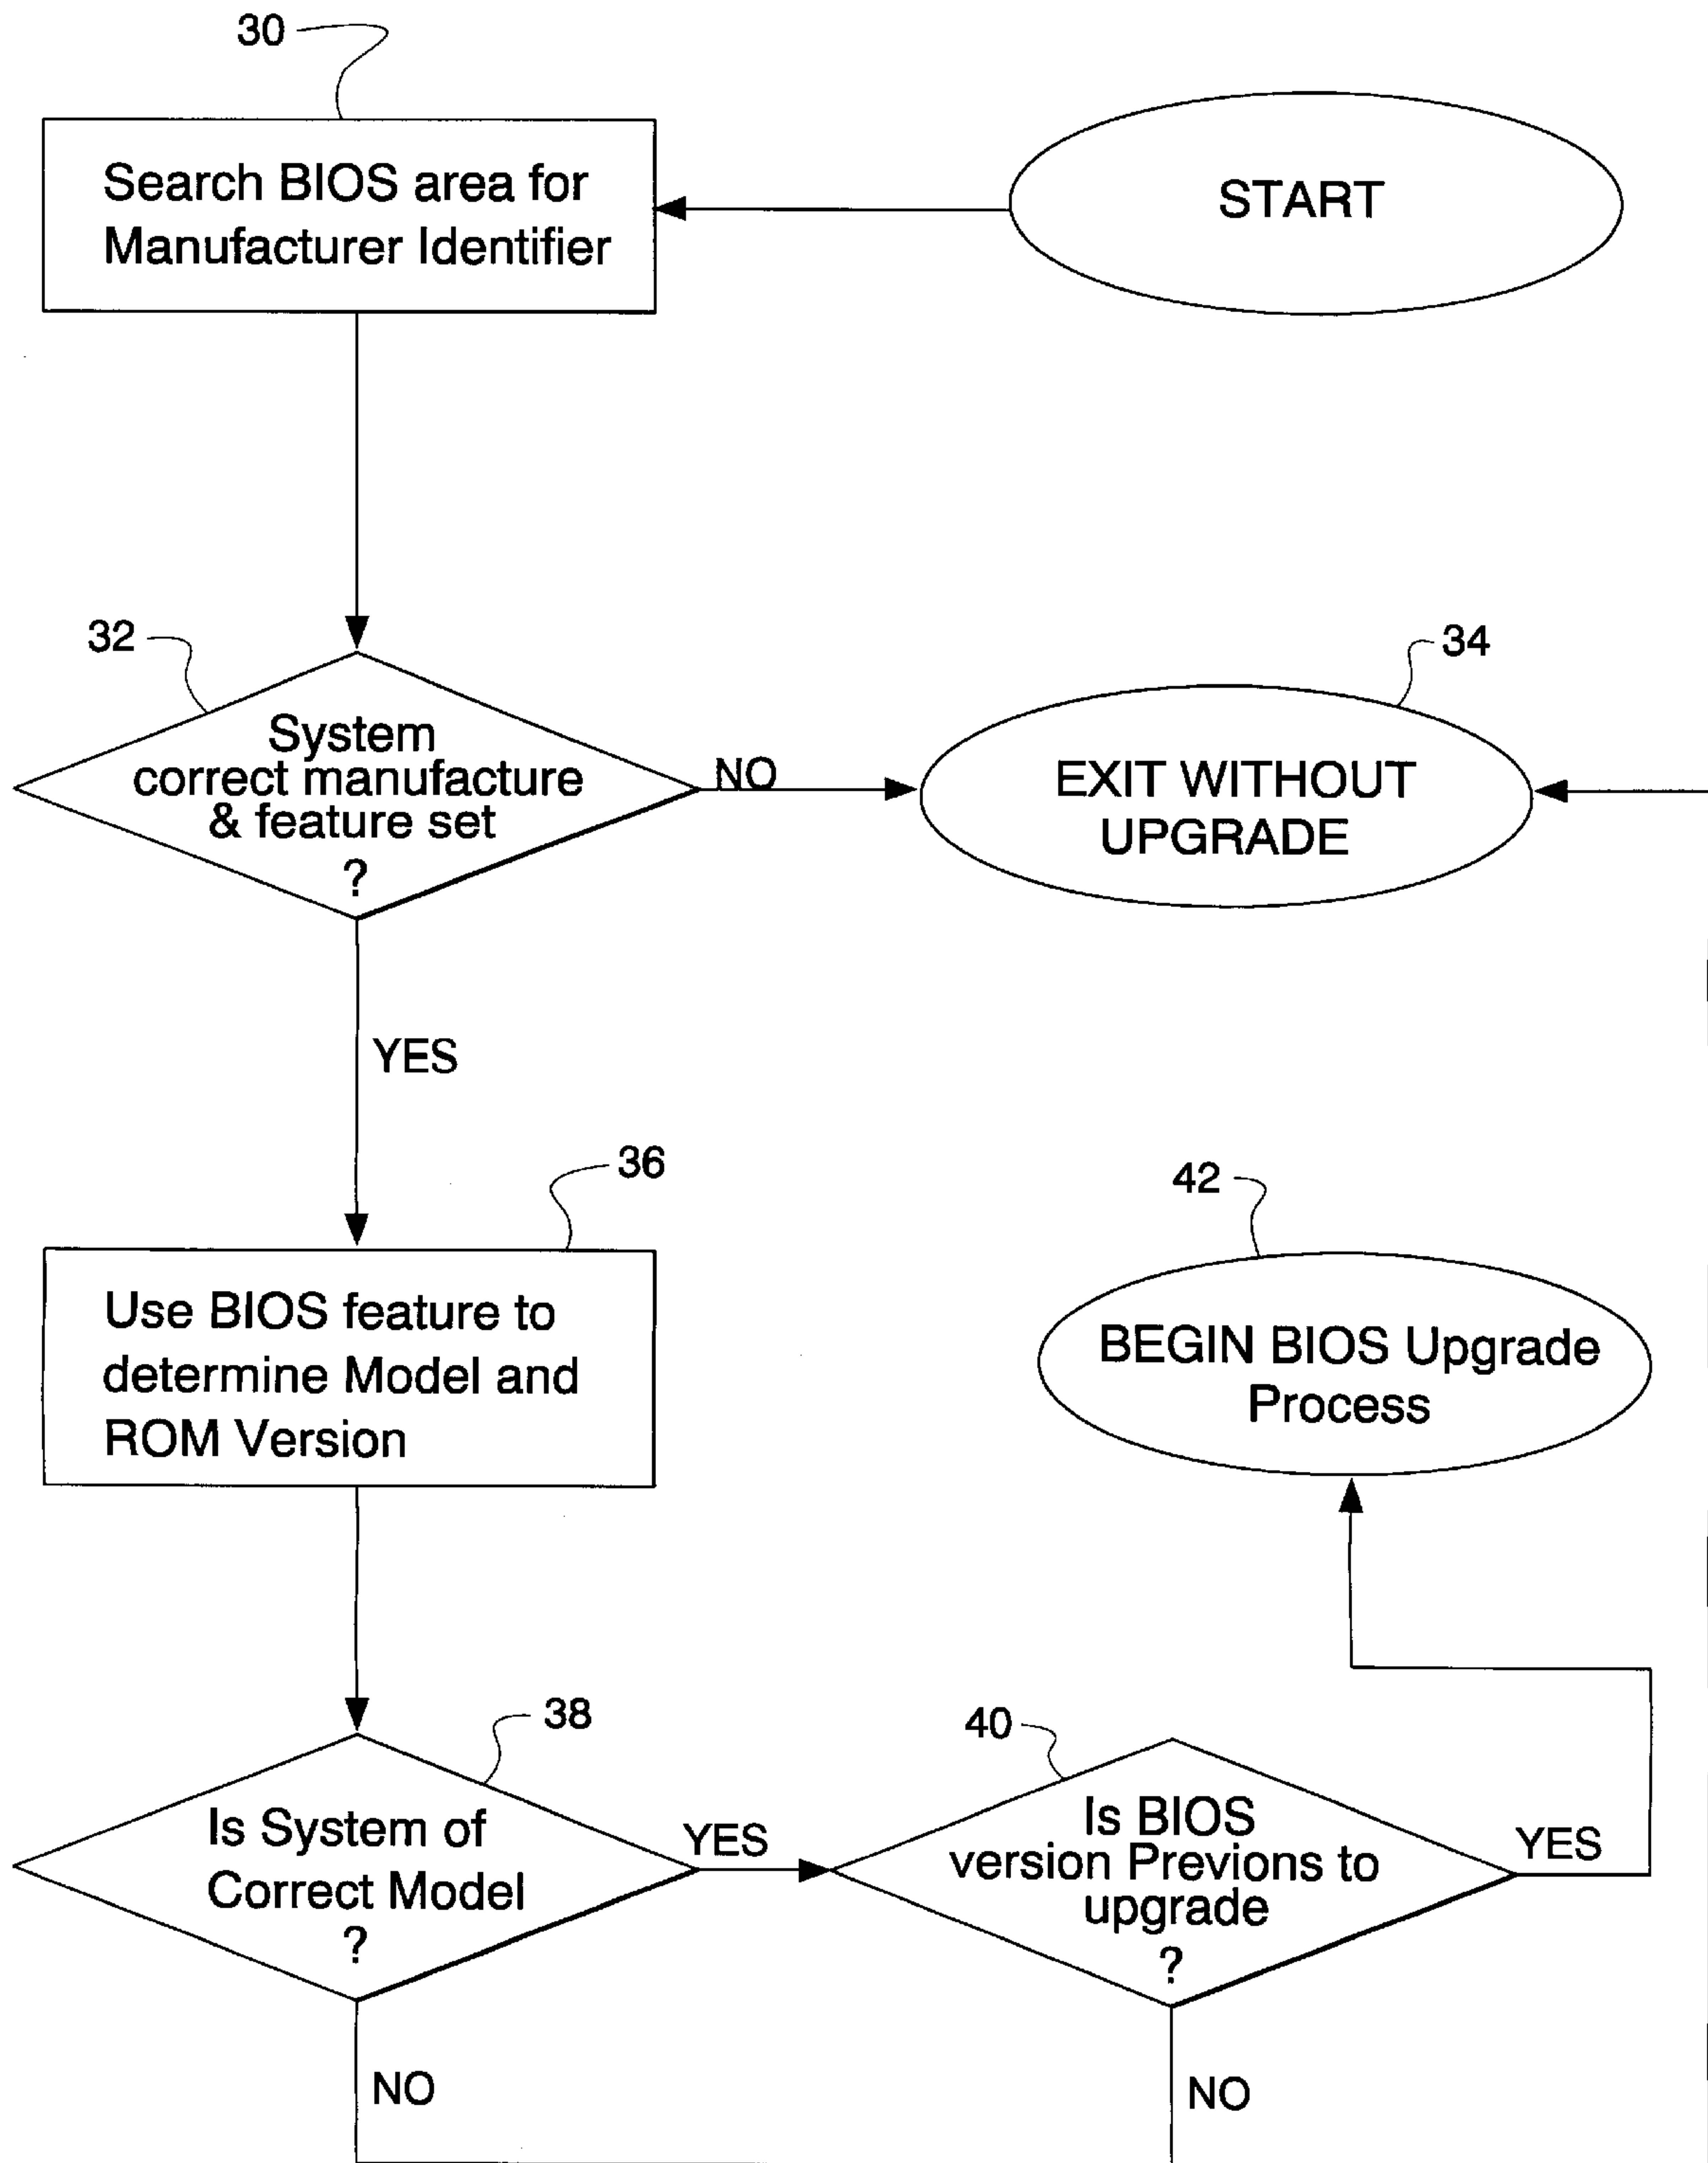 30
Search BIOS area for
Manufacturer Identifier
START
32
System
correct manufacture
& feature set
?
NO
34
EXIT WITHOUT
UPGRADE
YES
36
Use BIOS feature to
determine Model and
ROM Version
42
BEGIN BIOS Upgrade
Process
38
Is System of
Correct Model
?
YES
NO
40
Is BIOS
version Previons to
upgrade
?
YES
NO